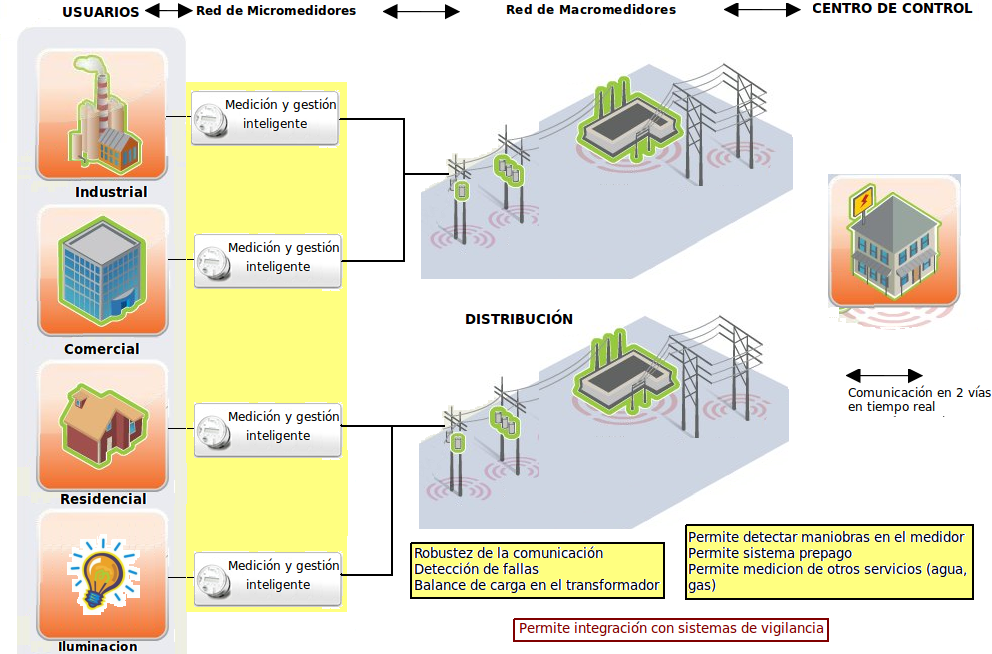 USUARIOS
Red de Micromedidores
Red de Macromedidores
CENTRO DE CONTROL
Medición y gestión
inteligente
Industrial
Medición y gestión
inteligente
Comercial
DISTRIBUCIÓN
Comunicación en 2 vías
en tiempo real
Medición y gestión
inteligente
Residencial
Medición y gestión
inteligente
Iluminacion
Robustez de la comunicación
Detección de fallas
Balance de carga en el transformador
Permite detectar maniobras en el medidor
Permite sistema prepago
Permite medicion de otros servicios (agua,
gas)
Permite integración con sistemas de vigilancia